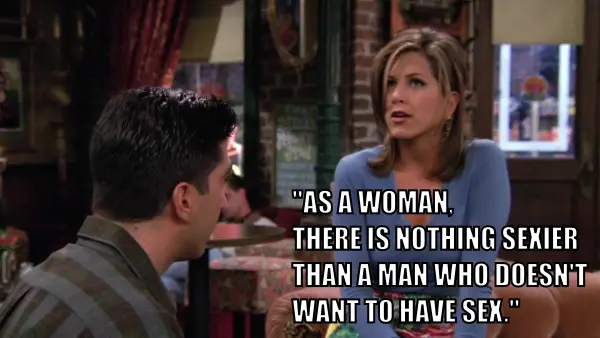 "AS A WOMAN,
THERE IS NOTHING SEXIER
THAN A MAN WHO DOESN'T
WANT TO HAVE SEX."